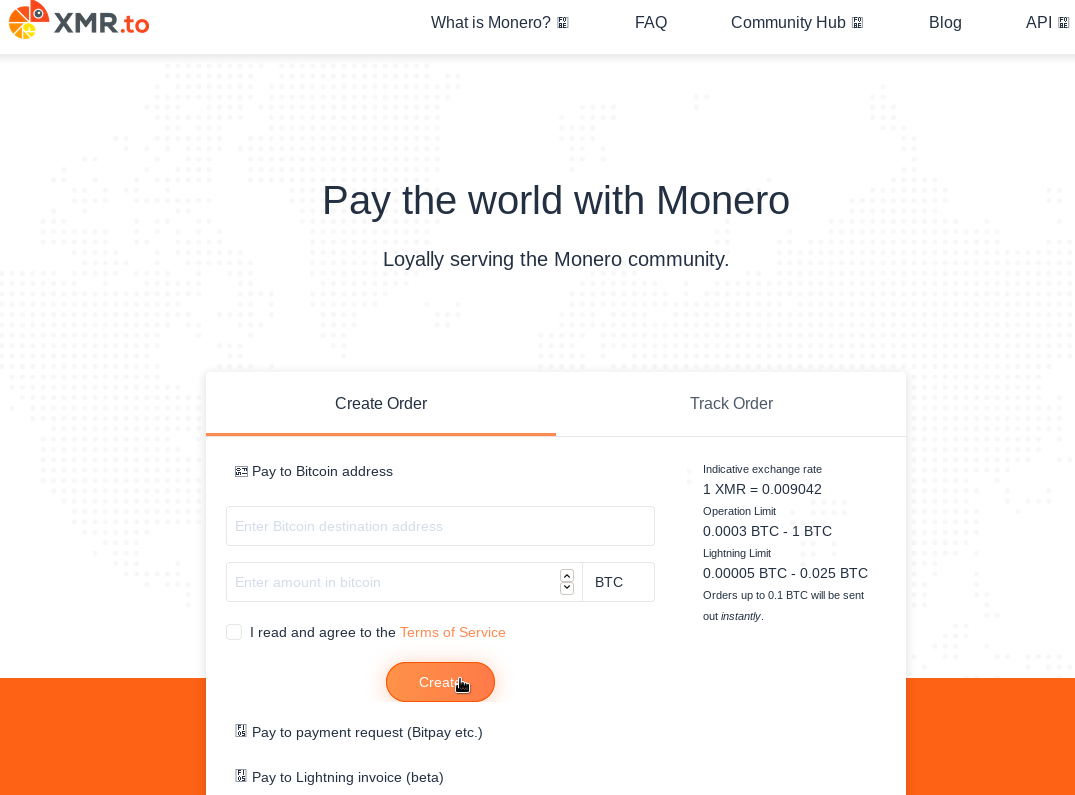 XMR.to
What is Monero?
FAQ
Community Hub
Blog
API
Pay the world with Monero
Loyally serving the Monero community.
Create Order
Track Order
Pay to Bitcoin address
Enter Bitcoin destination address
Enter amount in bitcoin
BTC
I read and agree to the Terms of Service
Create
Pay to payment request (Bitpay etc.)
Pay to Lightning invoice (beta)
Indicative exchange rate
1 XMR = 0.009042
Operation Limit
0.0003 BTC - 1 BTC
Lightning Limit
0.00005 BTC - 0.025 BTC
Orders up to 0.1 BTC will be sent
out instantly.